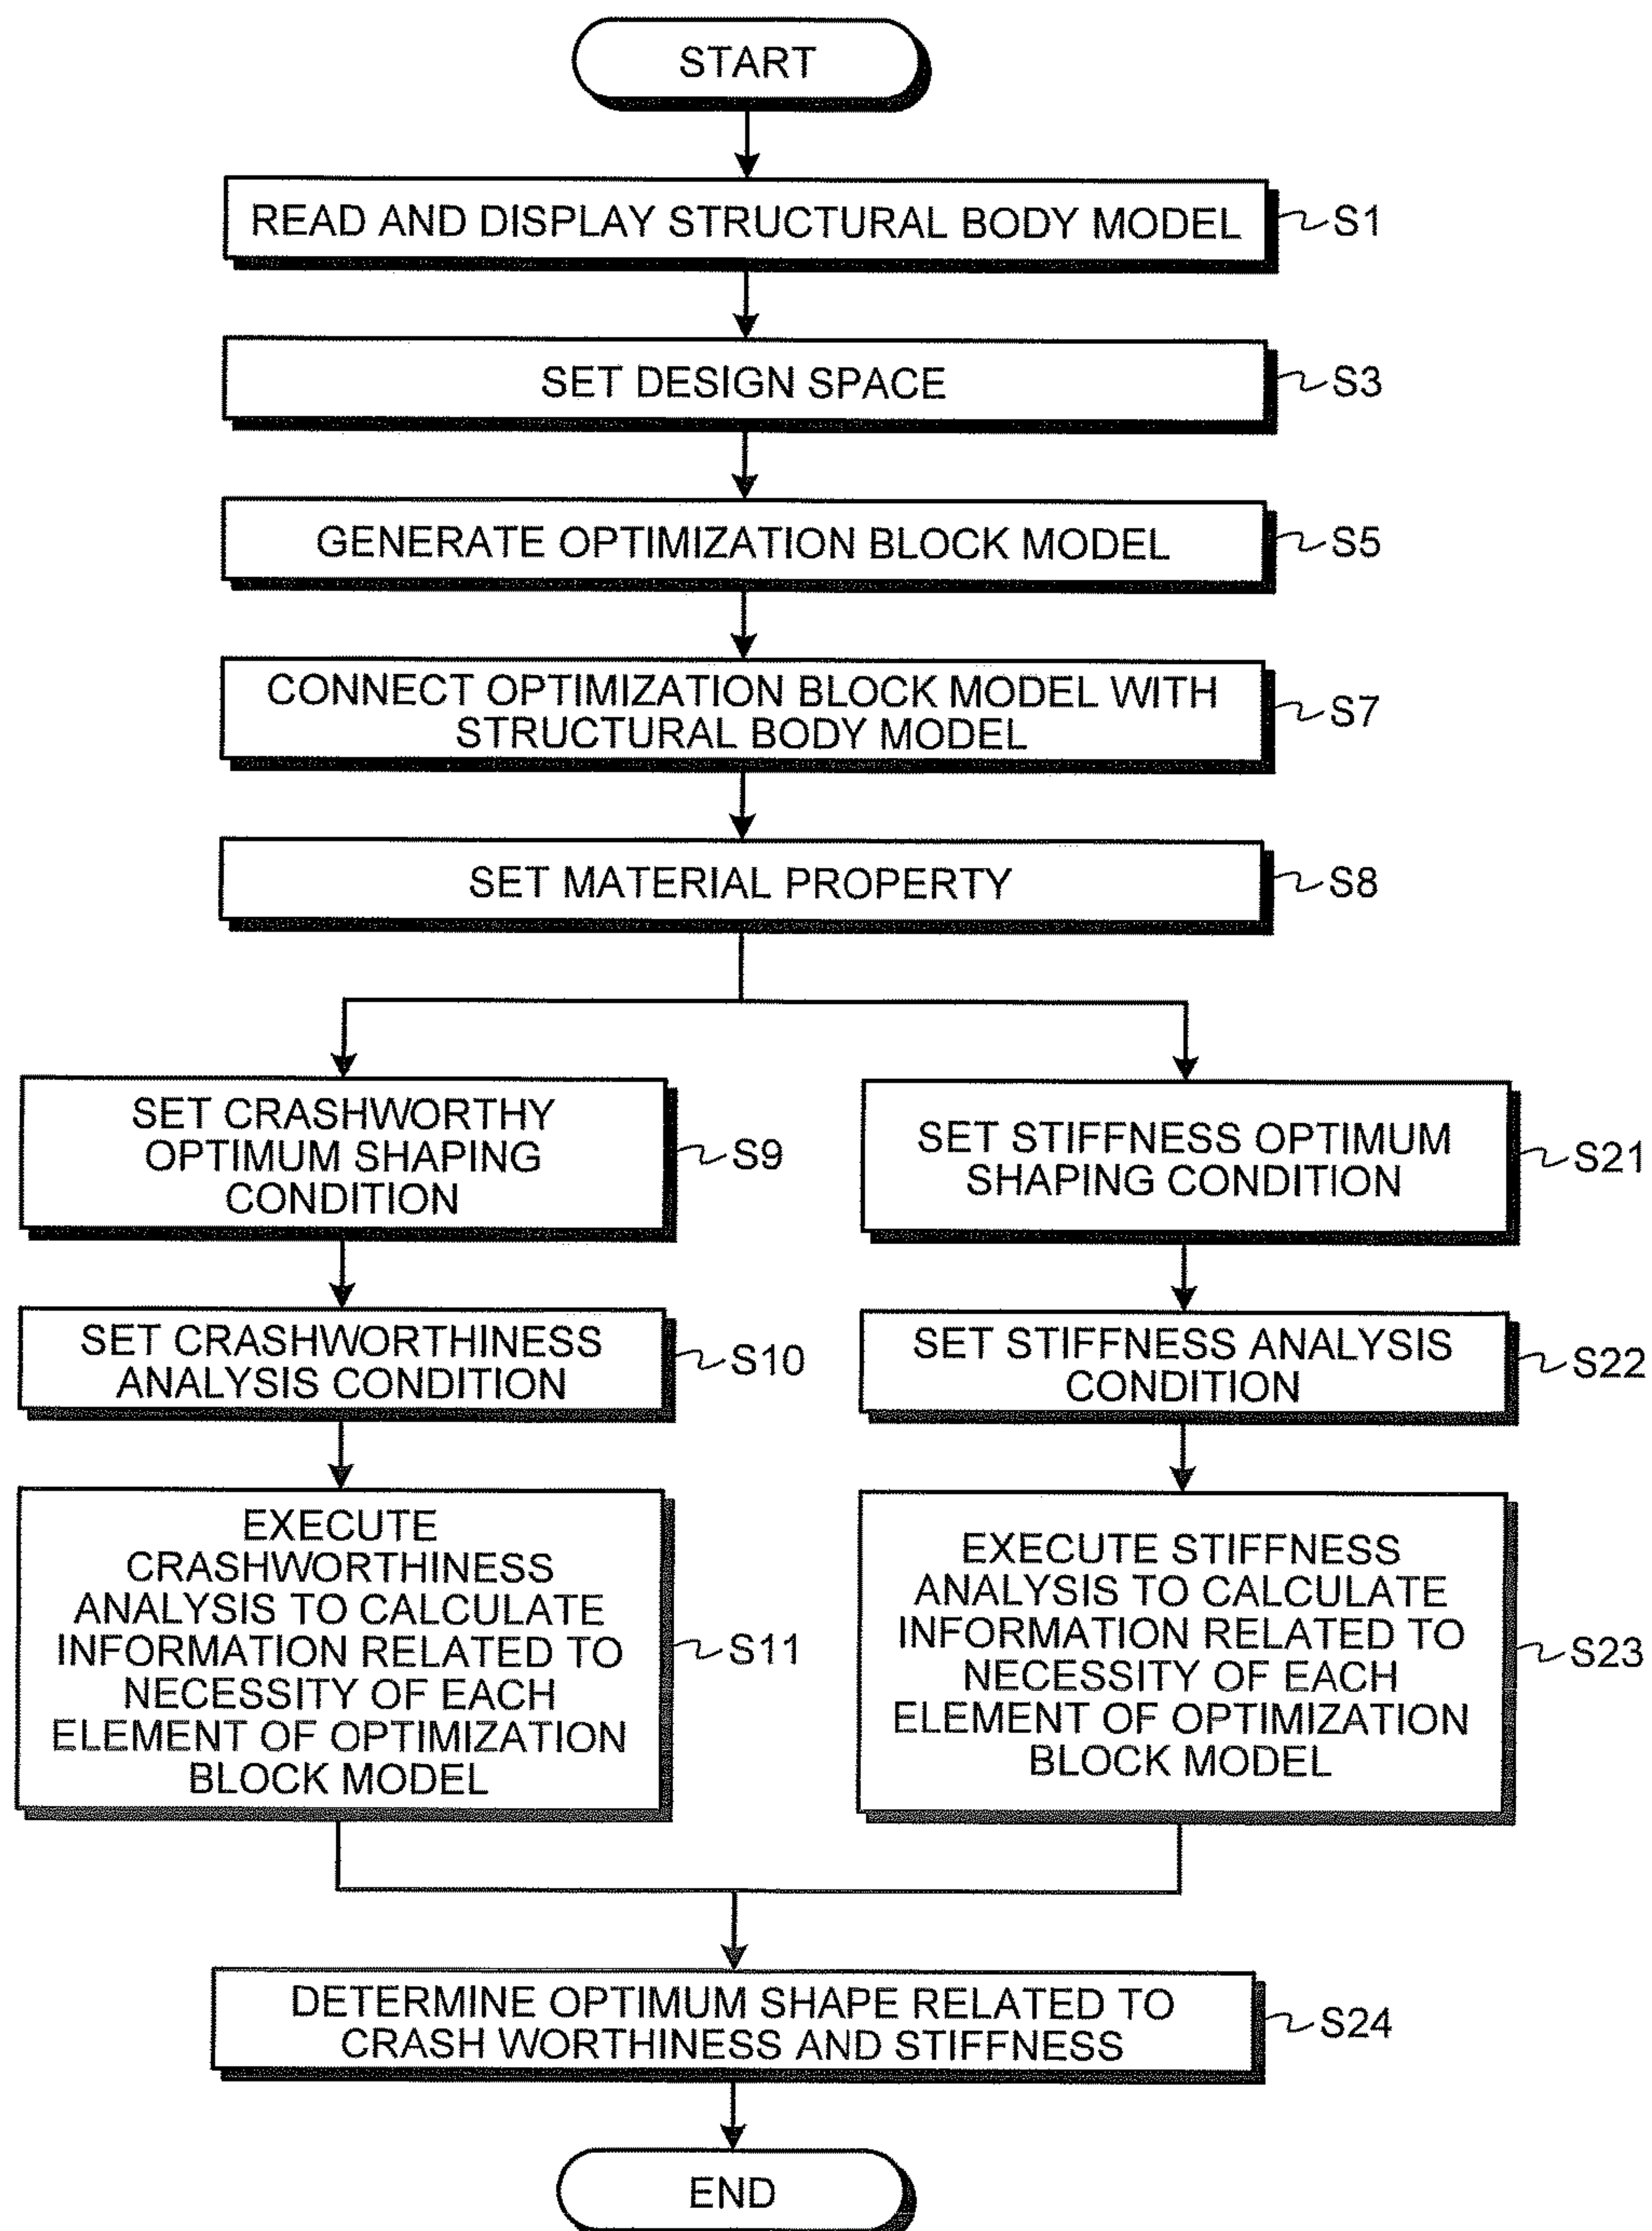 START
READ AND DISPLAY STRUCTURAL BODY MODEL
S1
SET DESIGN SPACE
S3
GENERATE OPTIMIZATION BLOCK MODEL
S5
CONNECT OPTIMIZATION BLOCK MODEL WITH
STRUCTURAL BODY MODEL
S7
SET MATERIAL PROPERTY
S8
SET CRASHWORTHY
OPTIMUM SHAPING
CONDITION
S9
SET STIFFNESS OPTIMUM
SHAPING CONDITION
S21
SET CRASHWORTHINESS
ANALYSIS CONDITION
S10
SET STIFFNESS ANALYSIS
CONDITION
S22
EXECUTE
CRASHWORTHINESS
ANALYSIS TO CALCULATE
INFORMATION RELATED TO
NECESSITY OF EACH
ELEMENT OF OPTIMIZATION
BLOCK MODEL
S11
EXECUTE STIFFNESS
ANALYSIS TO CALCULATE
INFORMATION RELATED TO
NECESSITY OF EACH
ELEMENT OF OPTIMIZATION
BLOCK MODEL
S23
DETERMINE OPTIMUM SHAPE RELATED TO
CRASH WORTHINESS AND STIFFNESS
S24
END